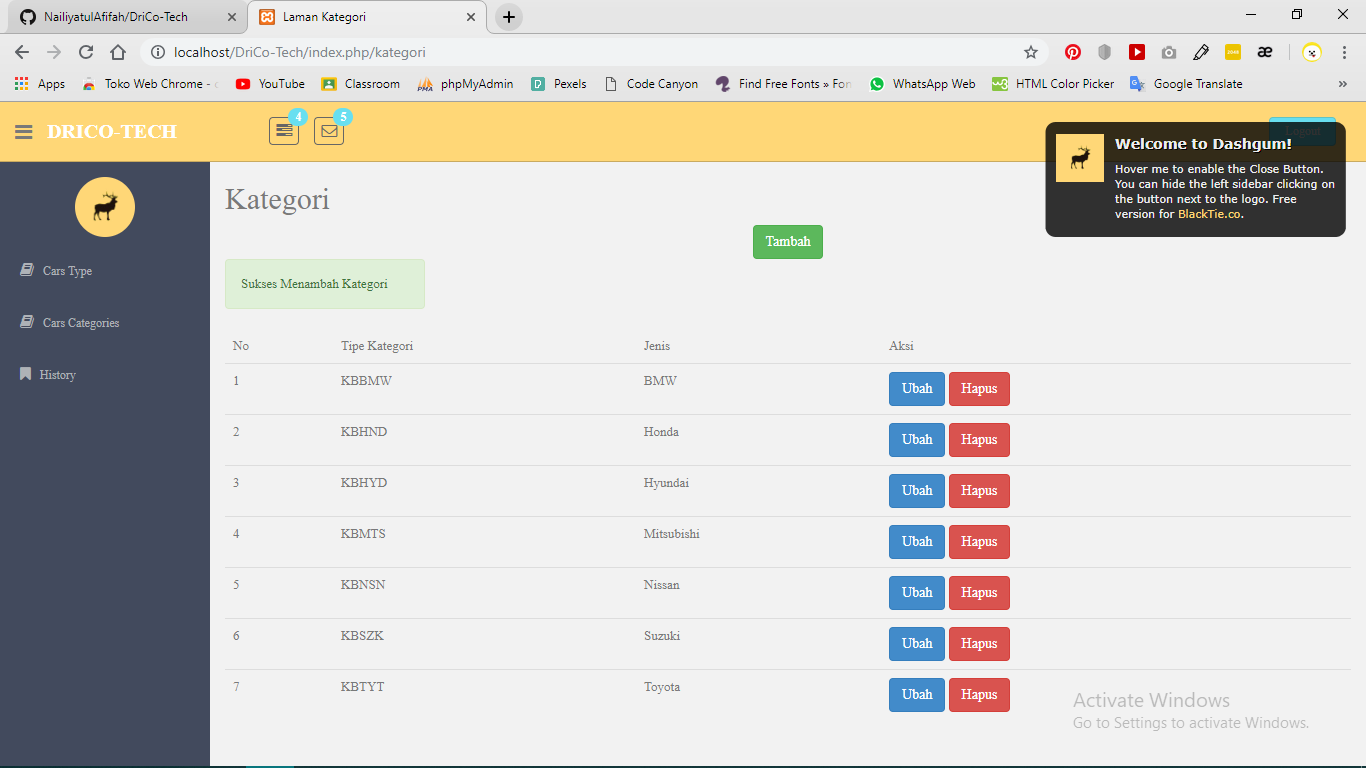 NailiyatulAfifah/DriCo-Tech
Laman Kategori
localhost/DriCo-Tech/index.php/kategori
Apps
Toko Web Chrome -
YouTube
Classroom
phpMyAdmin
Pexels
Code Canyon
Find Free Fonts » Fon
WhatsApp Web
HTML Color Picker
Google Translate
DRICO-TECH
4
5
Logout
Welcome to Dashgum!
Hover me to enable the Close Button.
You can hide the left sidebar clicking on
the button next to the logo. Free
version for BlackTie.co.
Cars Type
Cars Categories
History
Kategori
Tambah
Sukses Menambah Kategori
No Tipe Kategori Jenis Aksi
1 KBBMW BMW Ubah Hapus
2 KBHND Honda Ubah Hapus
3 KBHYD Hyundai Ubah Hapus
4 KBMTS Mitsubishi Ubah Hapus
5 KBNSN Nissan Ubah Hapus
6 KBSZK Suzuki Ubah Hapus
7 KBTYT Toyota Ubah Hapus
Activate Windows
Go to Settings to activate Windows.